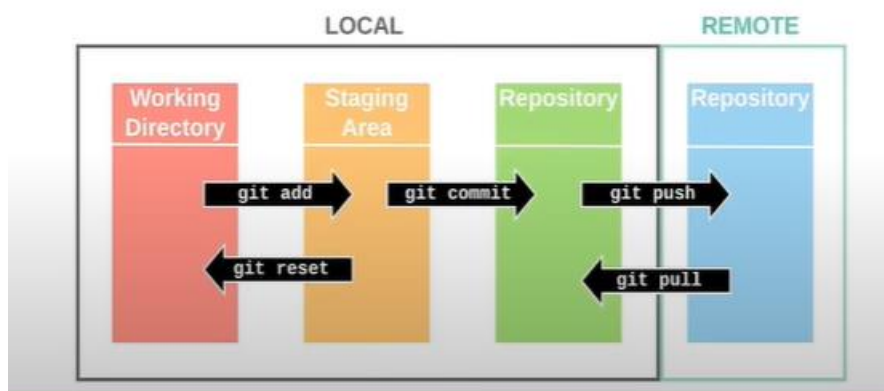 LOCAL
REMOTE
Working
Directory
Staging
Area
Repository
Repository
git add
git commit
git push
git reset
git pull